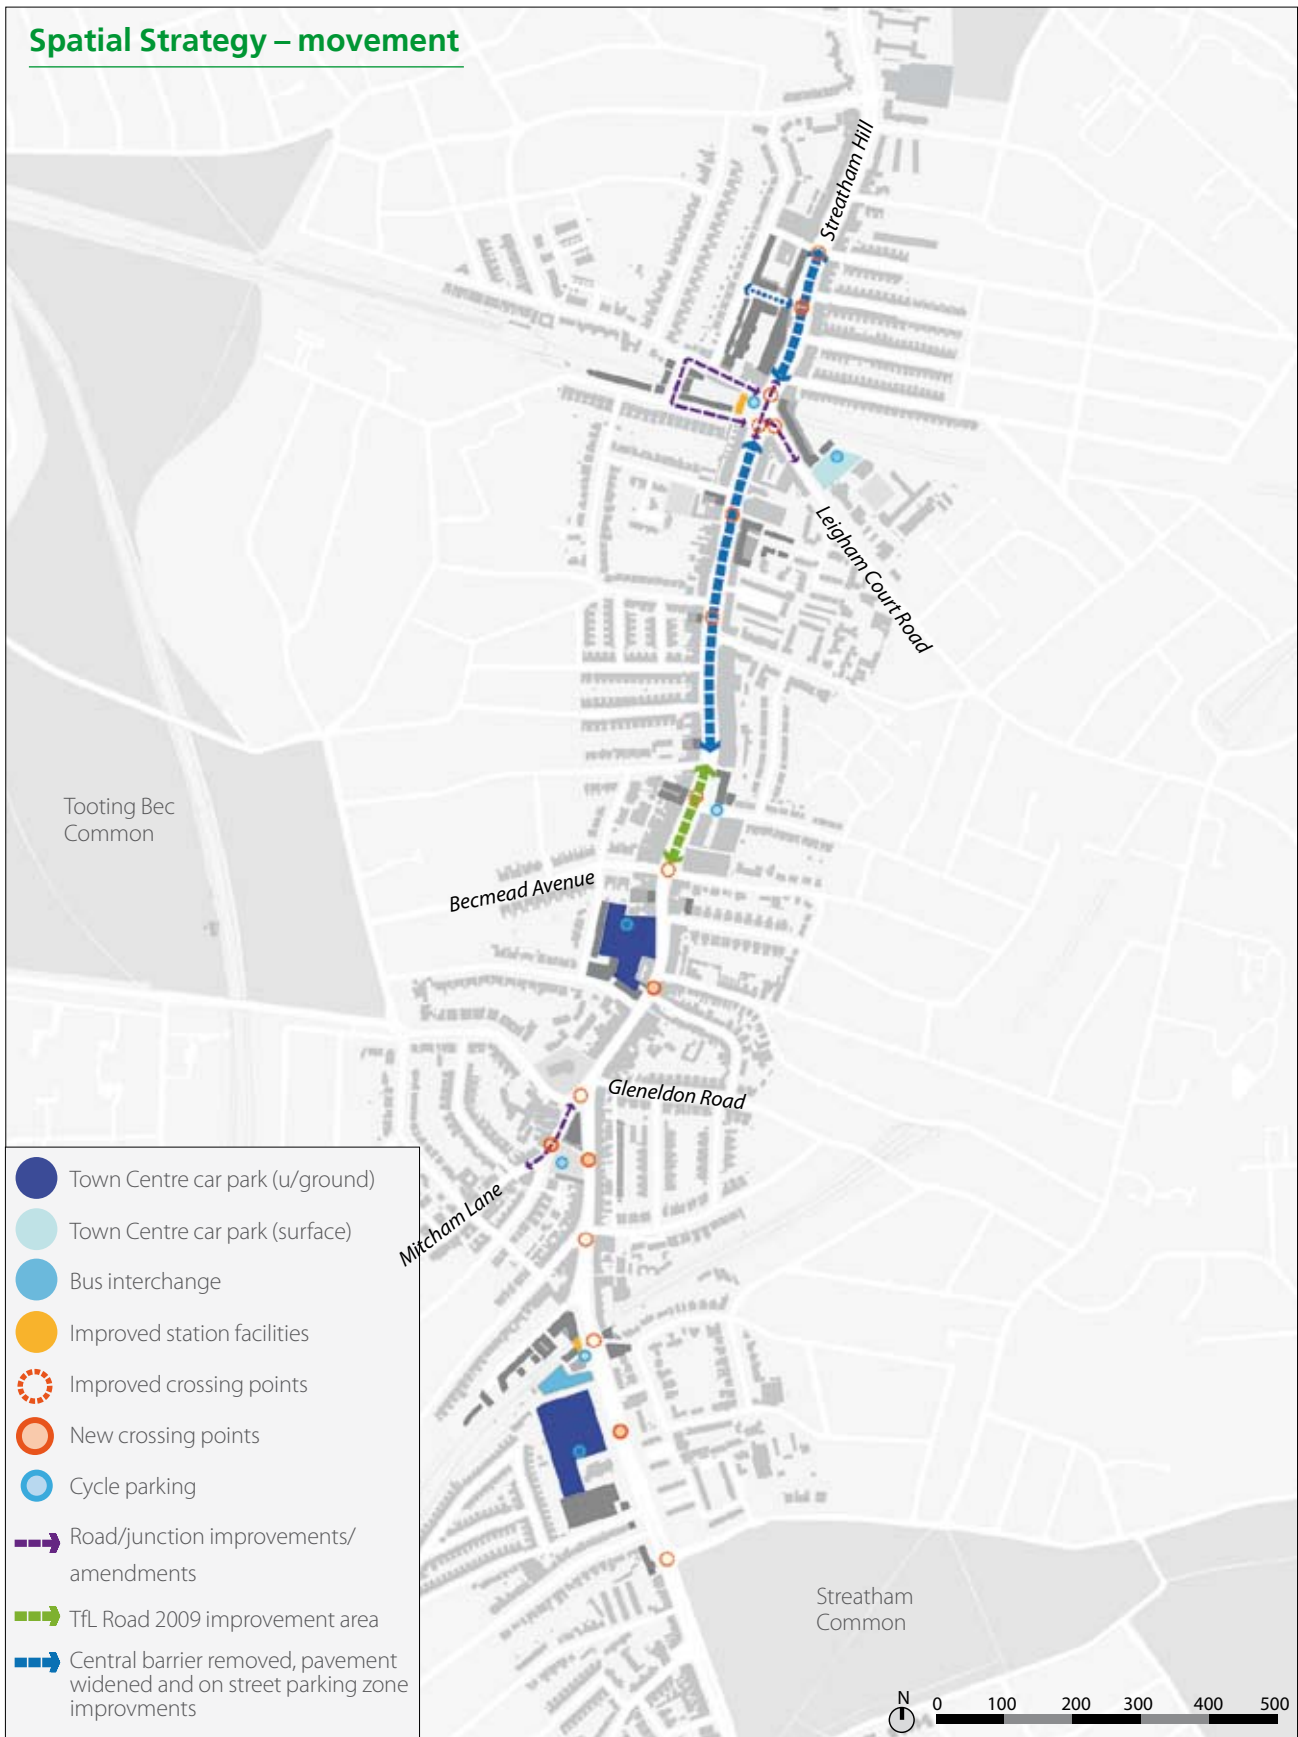 Spatial Strategy – movement
Streatham Hill
Leigham Court Road
Tooting Bec
Common
Becmead Avenue
Gleneldon Road
Mitcham Lane
Town Centre car park (u/ground)
Town Centre car park (surface)
Bus interchange
Improved station facilities
Improved crossing points
New crossing points
Cycle parking
Road/junction improvements/
amendments
TfL Road 2009 improvement area
Central barrier removed, pavement
widened and on street parking zone
improvments
Streatham
Common
N 0 100 200 300 400 500